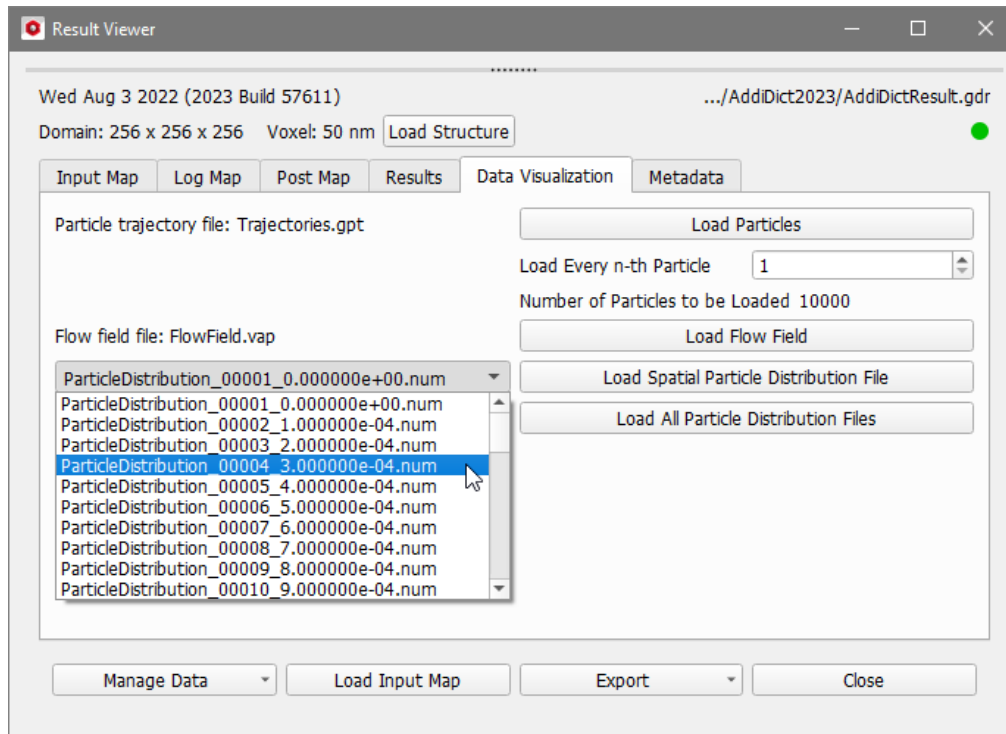 Result Viewer
Wed Aug 3 2022 (2023 Build 57611) .../AddiDict2023/AddiDictResult.gdr
Domain: 256 x 256 x 256 Voxel: 50 nm Load Structure
Input Map Log Map Post Map Results Data Visualization Metadata
Particle trajectory file: Trajectories.gpt Load Particles
Load Every n-th Particle 1
Number of Particles to be Loaded 10000
Flow field file: FlowField.vap Load Flow Field
ParticleDistribution_00001_0.000000e+00.num Load Spatial Particle Distribution File
ParticleDistribution_00001_0.000000e+00.num
ParticleDistribution_00002_1.000000e-04.num Load All Particle Distribution Files
ParticleDistribution_00003_2.000000e-04.num
ParticleDistribution_00004_3.000000e-04.num
ParticleDistribution_00005_4.000000e-04.num
ParticleDistribution_00006_5.000000e-04.num
ParticleDistribution_00007_6.000000e-04.num
ParticleDistribution_00008_7.000000e-04.num
ParticleDistribution_00009_8.000000e-04.num
ParticleDistribution_00010_9.000000e-04.num
Manage Data Load Input Map Export Close